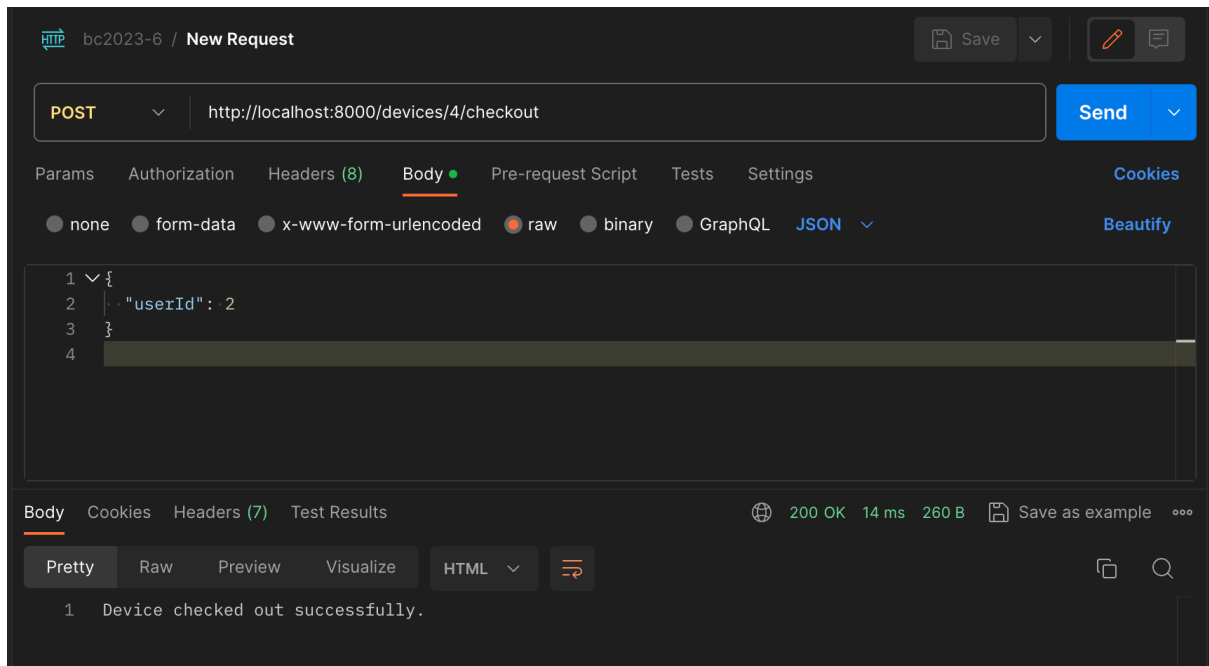 HTTP bc2023-6 / New Request Save
POST http://localhost:8000/devices/4/checkout Send
Params Authorization Headers (8) Body Pre-request Script Tests Settings Cookies
none form-data x-www-form-urlencoded raw binary GraphQL JSON Beautify
1 {
2 "userId": 2
3 }
4
Body Cookies Headers (7) Test Results 200 OK 14 ms 260 B Save as example
Pretty Raw Preview Visualize HTML
1 Device checked out successfully.